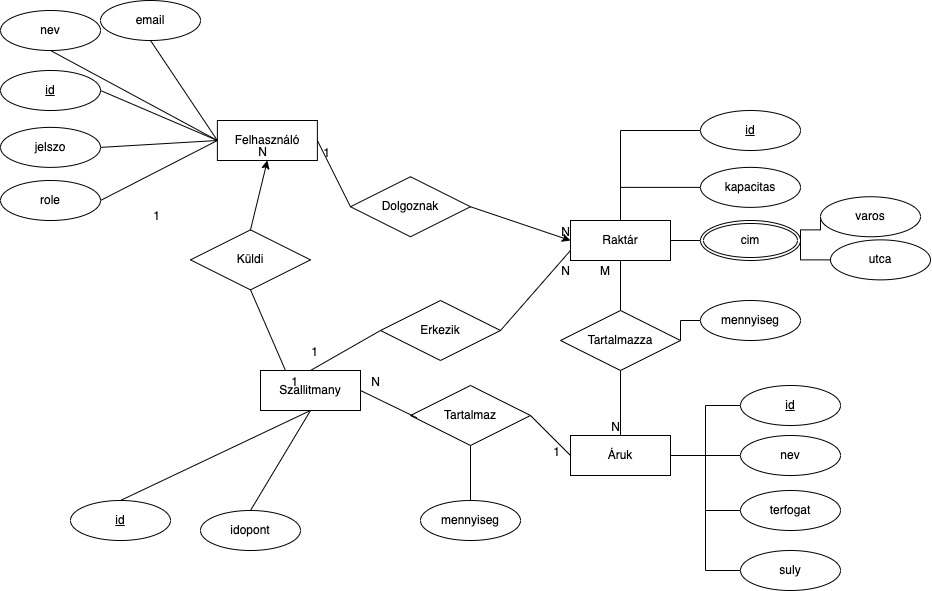 email
nev
id
jelszo
role
Felhasználó
N
1
1
Dolgoznak
N
Raktár
id
kapacitas
cim
varos
utca
Küldi
N
M
Erkezik
1
Tartalmazza
mennyiseg
1
Szallitmany
N
Tartalmaz
1
N
Áruk
id
nev
terfogat
suly
mennyiseg
id
idopont